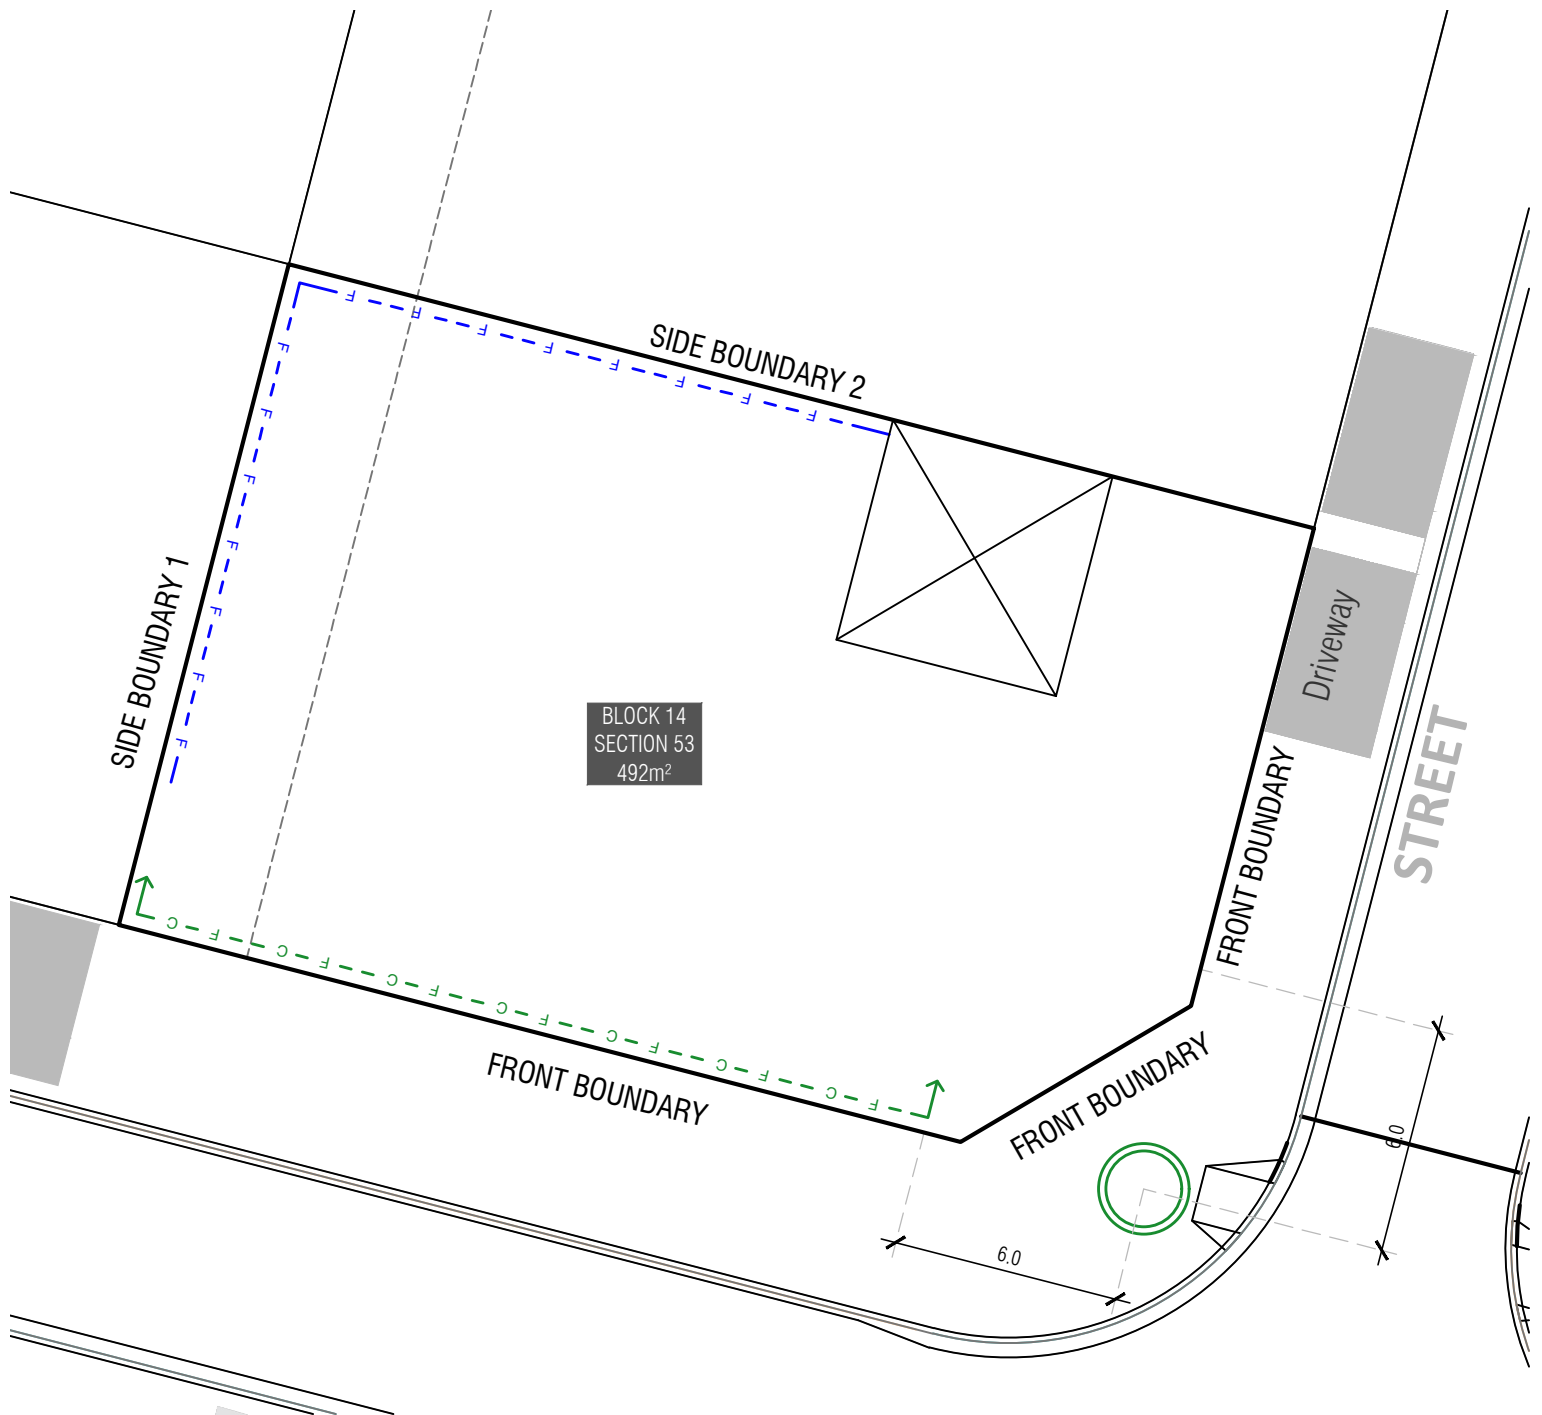 SIDE BOUNDARY 2
F F F F F F F F
F F F F F F F
SIDE BOUNDARY 1
Driveway
BLOCK 14
SECTION 53
492m²
STREET
FRONT BOUNDARY
C F C F C F C F C F C F C F
FRONT BOUNDARY
FRONT BOUNDARY
6.0
6.0